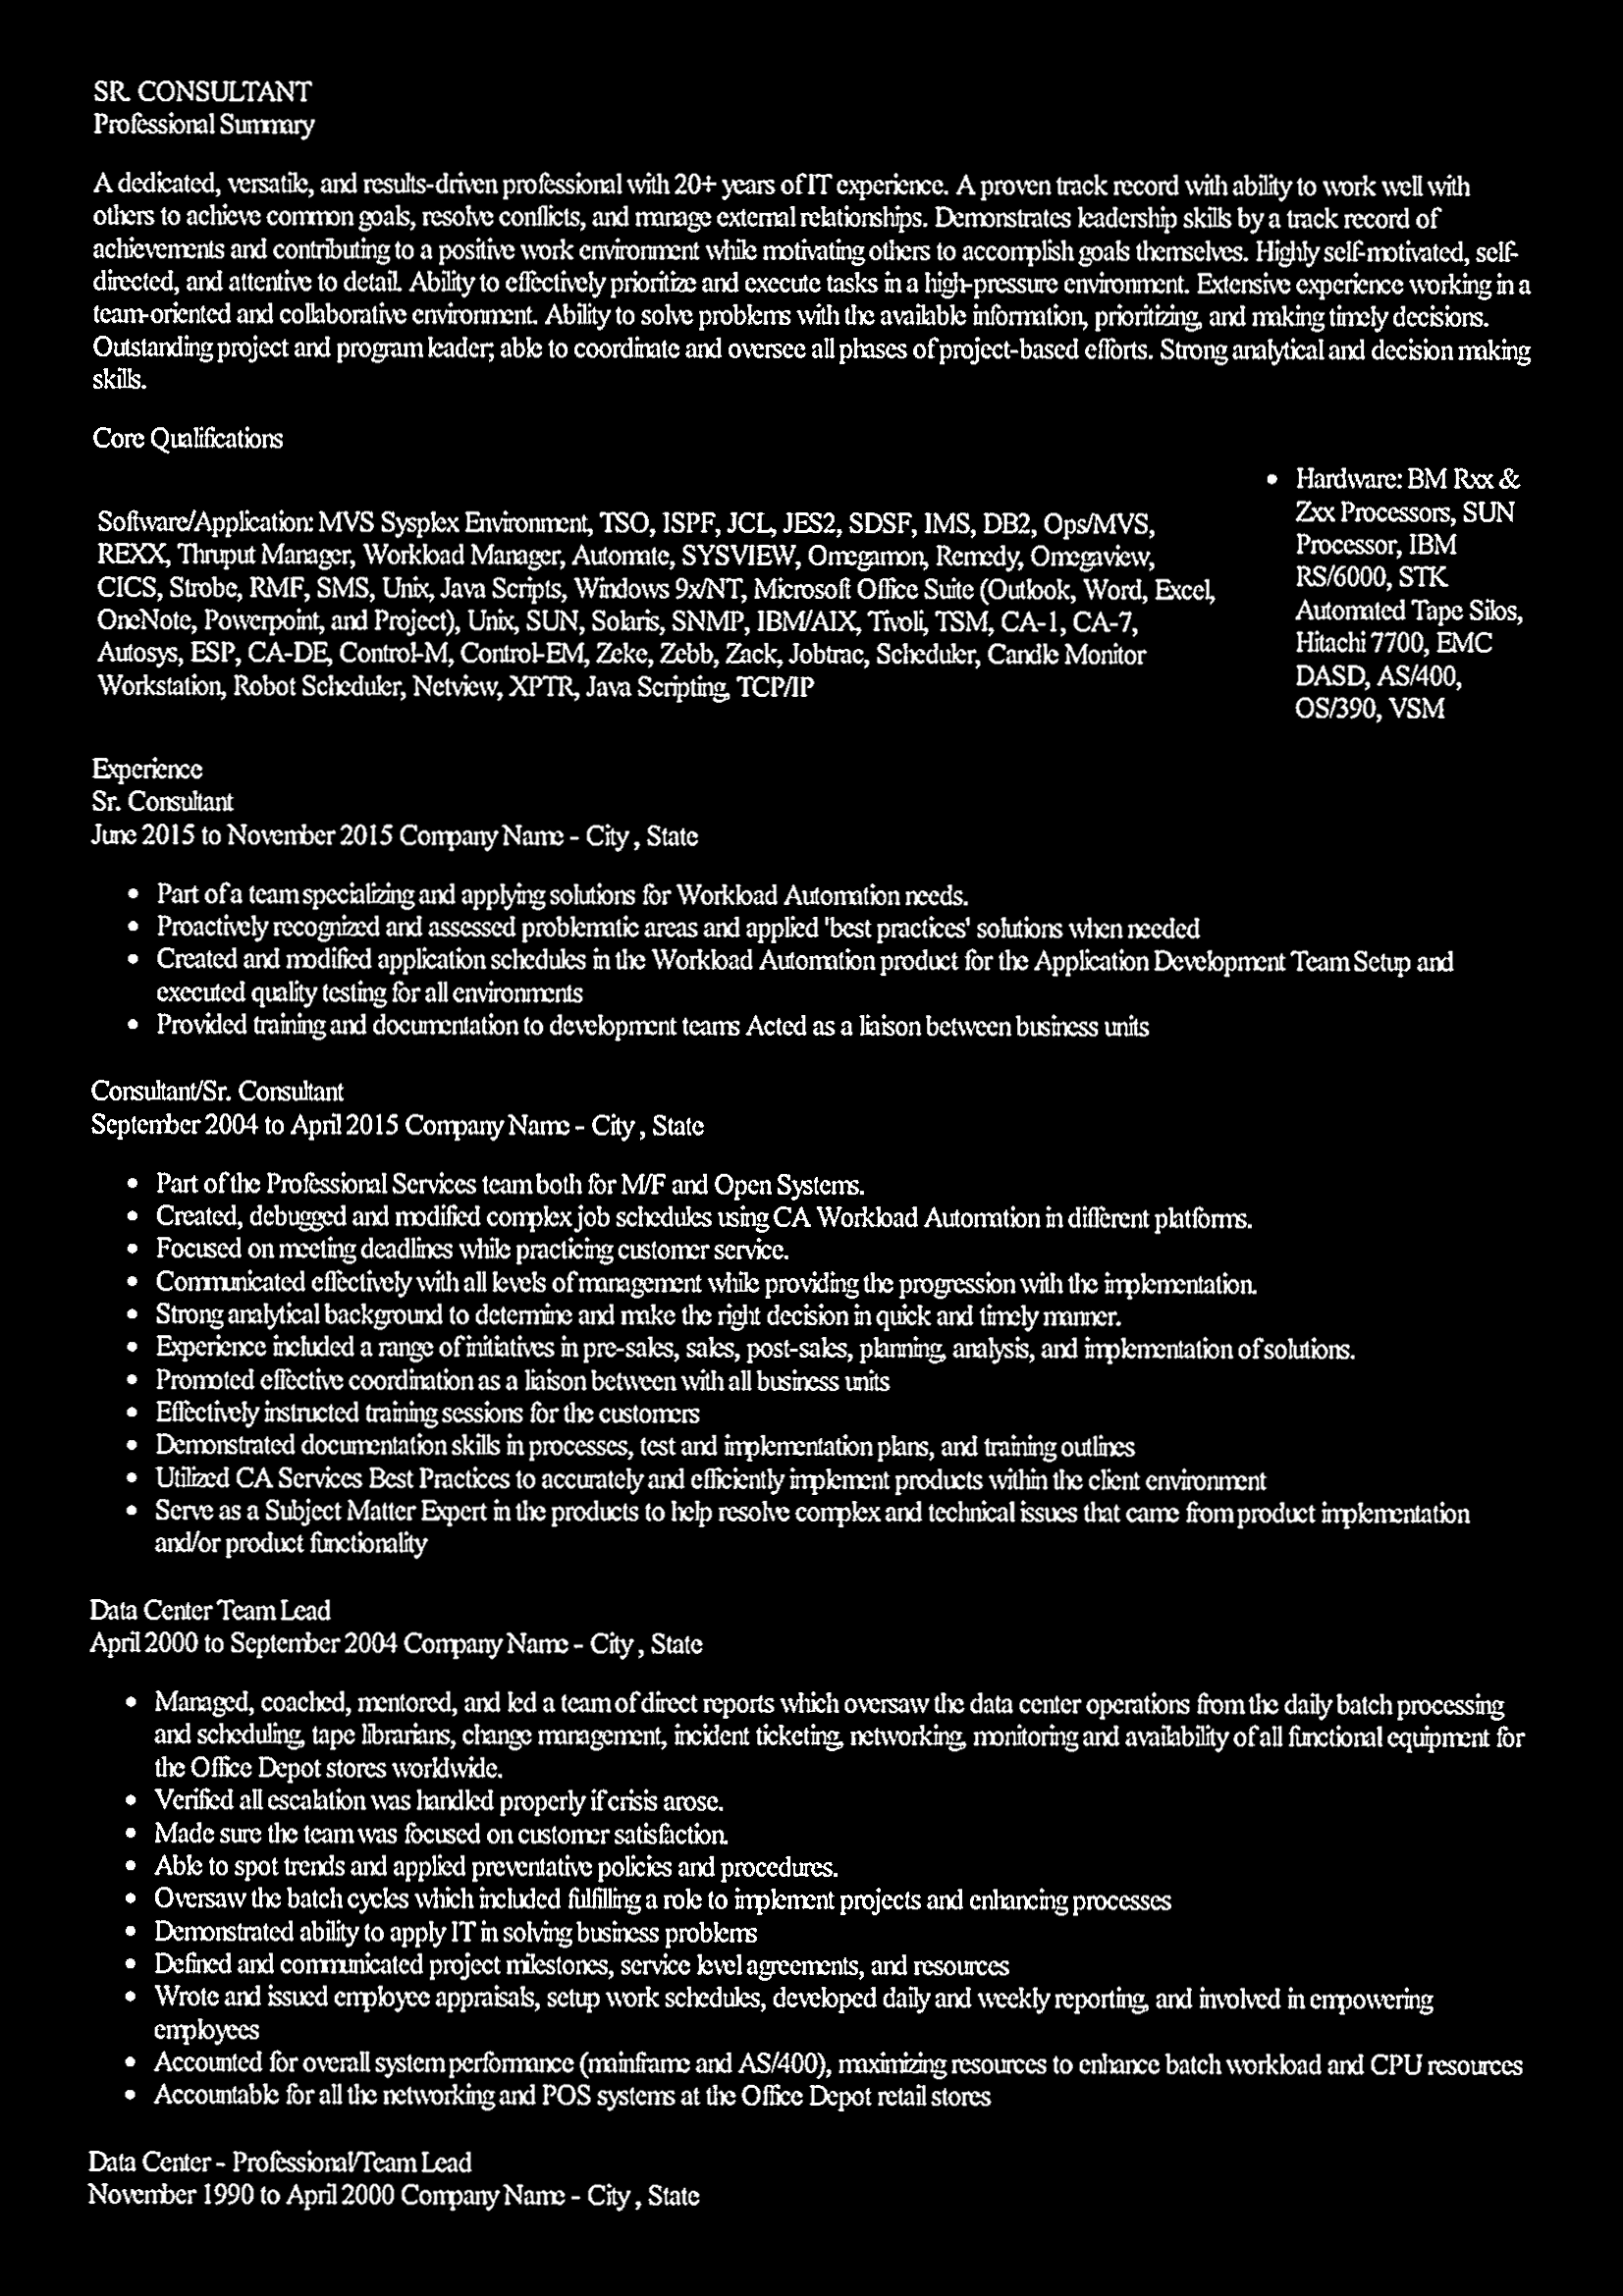 SR. CONSULTANT
Professional Summary
A dedicated, versatile, and results-driven professional with 20+ years of IT experience. A proven track record with ability to work well with
others to achieve common goals, resolve conflicts, and manage external relationships. Demonstrates leadership skills by a track record of
achievements and contributing to a positive work environment while motivating others to accomplish goals themselves. Highly self-motivated, self-
directed, and attentive to detail. Ability to effectively prioritize and execute tasks in a high-pressure environment. Extensive experience working in a
team-oriented and collaborative environment. Ability to solve problems with the available information, prioritizing, and making timely decisions.
Outstanding project and program leader; able to coordinate and oversee all phases of project-based efforts. Strong analytical and decision making
skills.
Core Qualifications
Software/Application: MVS Sysplex Environment, TSO, ISPF, JCL, JES2, SDSF, IMS, DB2, Ops/MVS,
REXX, Thruput Manager, Workload Manager, Automate, SYSVIEW, Omegamon, Remedy, Omegaview,
CICS, Strobe, RMF, SMS, Unix, Java Scripts, Windows 9x/NT, Microsoft Office Suite (Outlook, Word, Excel,
OneNote, Powerpoint, and Project), Unix, SUN, Solaris, SNMP, IBM/AIX, Tivoli, TSM, CA-1, CA-7,
Autosys, ESP, CA-DE, Control-M, Control-EM, Zeke, Zebb, Zack, Jobtrac, Scheduler, Candle Monitor
Workstation, Robot Scheduler, Netview, XPTR, Java Scripting, TCP/IP
• Hardware: BM Rxx &
Zxx Processors, SUN
Processor, IBM
RS/6000, STK
Automated Tape Silos,
Hitachi 7700, EMC
DASD, AS/400,
OS/390, VSM
Experience
Sr. Consultant
June 2015 to November 2015 Company Name - City , State
• Part of a team specializing and applying solutions for Workload Automation needs.
• Proactively recognized and assessed problematic areas and applied 'best practices' solutions when needed
• Created and modified application schedules in the Workload Automation product for the Application Development Team Setup and
executed quality testing for all environments
• Provided training and documentation to development teams Acted as a liaison between business units
Consultant/Sr. Consultant
September 2004 to April 2015 Company Name - City , State
• Part of the Professional Services team both for M/F and Open Systems.
• Created, debugged and modified complex job schedules using CA Workload Automation in different platforms.
• Focused on meeting deadlines while practicing customer service.
• Communicated effectively with all levels of management while providing the progression with the implementation.
• Strong analytical background to determine and make the right decision in quick and timely manner.
• Experience included a range of initiatives in pre-sales, sales, post-sales, planning, analysis, and implementation of solutions.
• Promoted effective coordination as a liaison between with all business units
• Effectively instructed training sessions for the customers
• Demonstrated documentation skills in processes, test and implementation plans, and training outlines
• Utilized CA Services Best Practices to accurately and efficiently implement products within the client environment
• Serve as a Subject Matter Expert in the products to help resolve complex and technical issues that came from product implementation
and/or product functionality
Data Center Team Lead
April 2000 to September 2004 Company Name - City , State
• Managed, coached, mentored, and led a team of direct reports which oversaw the data center operations from the daily batch processing
and scheduling, tape librarians, change management, incident ticketing, networking, monitoring and availability of all functional equipment for
the Office Depot stores worldwide.
• Verified all escalation was handled properly if crisis arose.
• Made sure the team was focused on customer satisfaction.
• Able to spot trends and applied preventative policies and procedures.
• Oversaw the batch cycles which included fulfilling a role to implement projects and enhancing processes
• Demonstrated ability to apply IT in solving business problems
• Defined and communicated project milestones, service level agreements, and resources
• Wrote and issued employee appraisals, setup work schedules, developed daily and weekly reporting, and involved in empowering
employees
• Accounted for overall system performance (mainframe and AS/400), maximizing resources to enhance batch workload and CPU resources
• Accountable for all the networking and POS systems at the Office Depot retail stores
Data Center - Professional/Team Lead
November 1990 to April 2000 Company Name - City , State